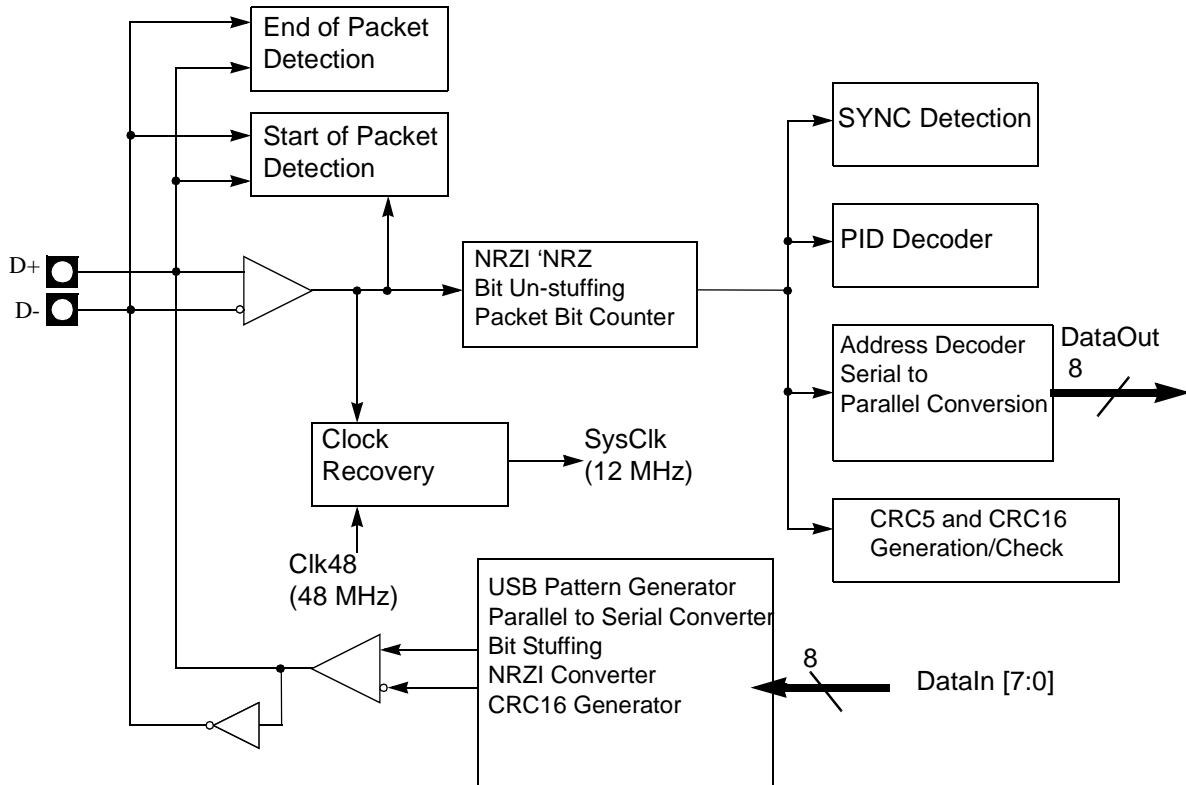 End of Packet
Detection
Start of Packet
Detection
SYNC Detection
D+
D-
NRZI ‘NRZ
Bit Un-stuffing
Packet Bit Counter
PID Decoder
Address Decoder
Serial to
Parallel Conversion
DataOut
8
Clock
Recovery
SysClk
(12 MHz)
CRC5 and CRC16
Generation/Check
Clk48
(48 MHz)
USB Pattern Generator
Parallel to Serial Converter
Bit Stuffing
NRZI Converter
CRC16 Generator
8
DataIn [7:0]